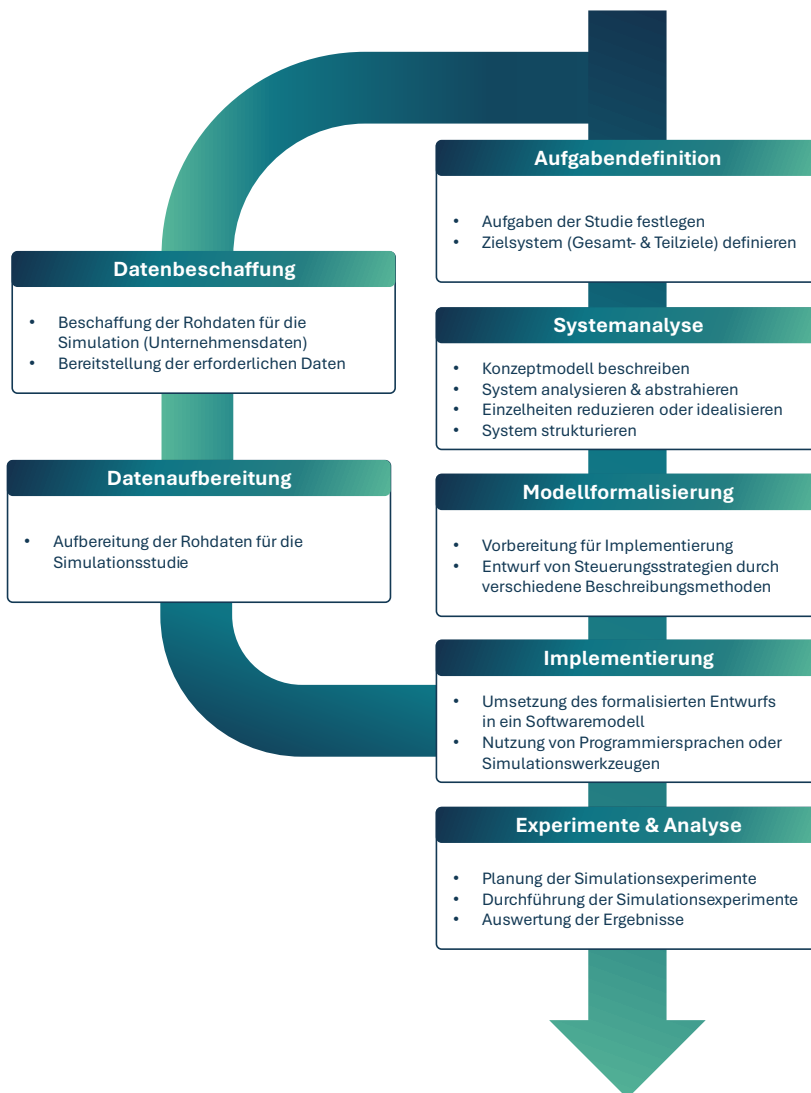 Aufgabendefinition
• Aufgaben der Studie festlegen
• Zielsystem (Gesamt- & Teilziele) definieren
Datenbeschaffung
• Beschaffung der Rohdaten für die
Simulation (Unternehmensdaten)
• Bereitstellung der erforderlichen Daten
Systemanalyse
• Konzeptmodell beschreiben
• System analysieren & abstrahieren
• Einzelheiten reduzieren oder idealisieren
• System strukturieren
Datenaufbereitung
• Aufbereitung der Rohdaten für die
Simulationsstudie
Modellformalisierung
• Vorbereitung für Implementierung
• Entwurf von Steuerungsstrategien durch
verschiedene Beschreibungsmethoden
Implementierung
• Umsetzung des formalisierten Entwurfs
in ein Softwaremodell
• Nutzung von Programmiersprachen oder
Simulationswerkzeugen
Experimente & Analyse
• Planung der Simulationsexperimente
• Durchführung der Simulationsexperimente
• Auswertung der Ergebnisse